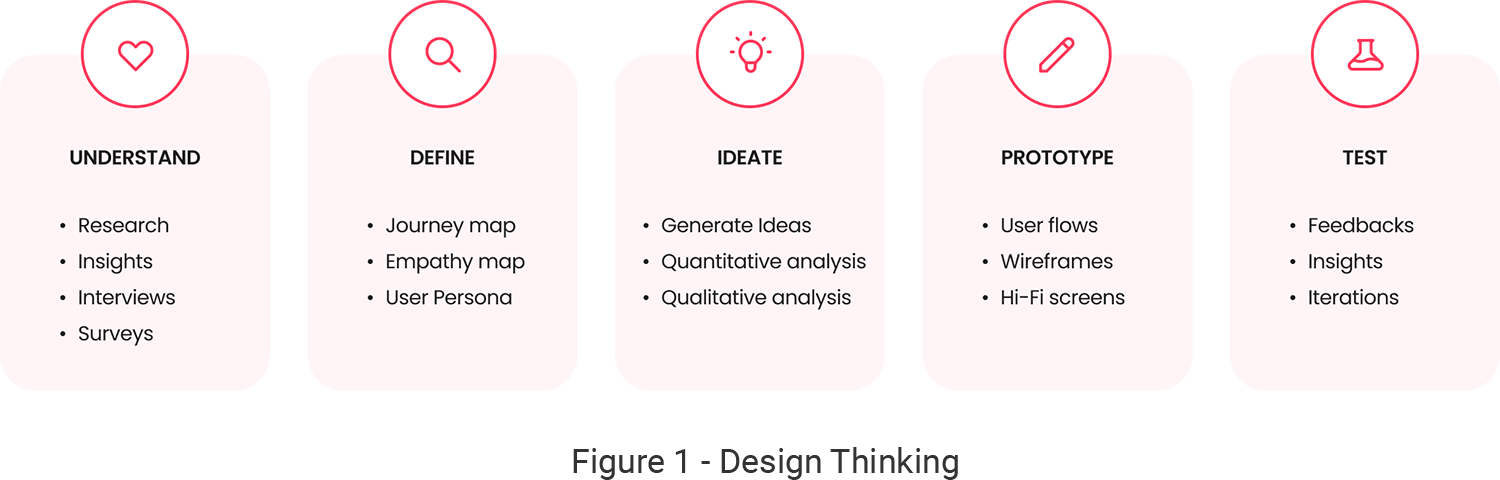 UNDERSTAND
• Research
• Insights
• Interviews
• Surveys
DEFINE
• Journey map
• Empathy map
• User Persona
IDEATE
• Generate Ideas
• Quantitative analysis
• Qualitative analysis
PROTOTYPE
• User flows
• Wireframes
• Hi-Fi screens
TEST
• Feedbacks
• Insights
• Iterations
Figure 1 - Design Thinking